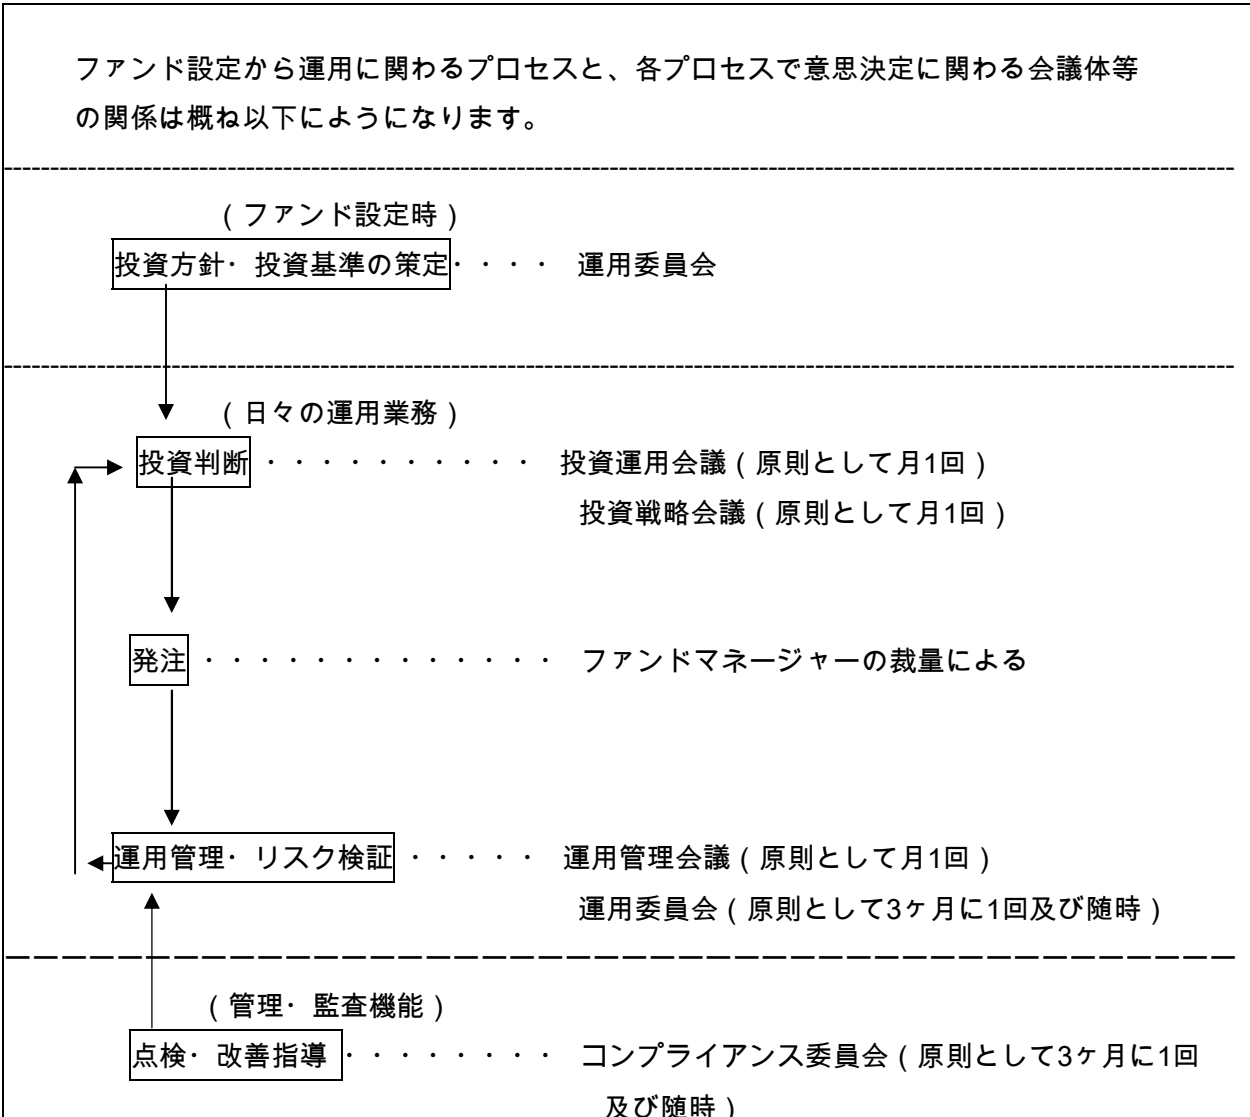 ファンド設定から運用に関わるプロセスと、各プロセスで意思決定に関わる会議体等
の関係は概ね以下にようになります。
(ファンド設定時)
投資方針・投資基準の策定・・・・ 運用委員会
(日々の運用業務)
投資判断・・・・・・・・・・ 投資運用会議(原則として月1回)
投資戦略会議(原則として月1回)
発注・・・・・・・・・・・・・ ファンドマネージャーの裁量による
運用管理・リスク検証・・・・・ 運用管理会議(原則として月1回)
運用委員会(原則として3ヶ月に1回及び随時)
(管理・監査機能)
点検・改善指導・・・・・・・・ コンプライアンス委員会(原則として3ヶ月に1回
及び随時)